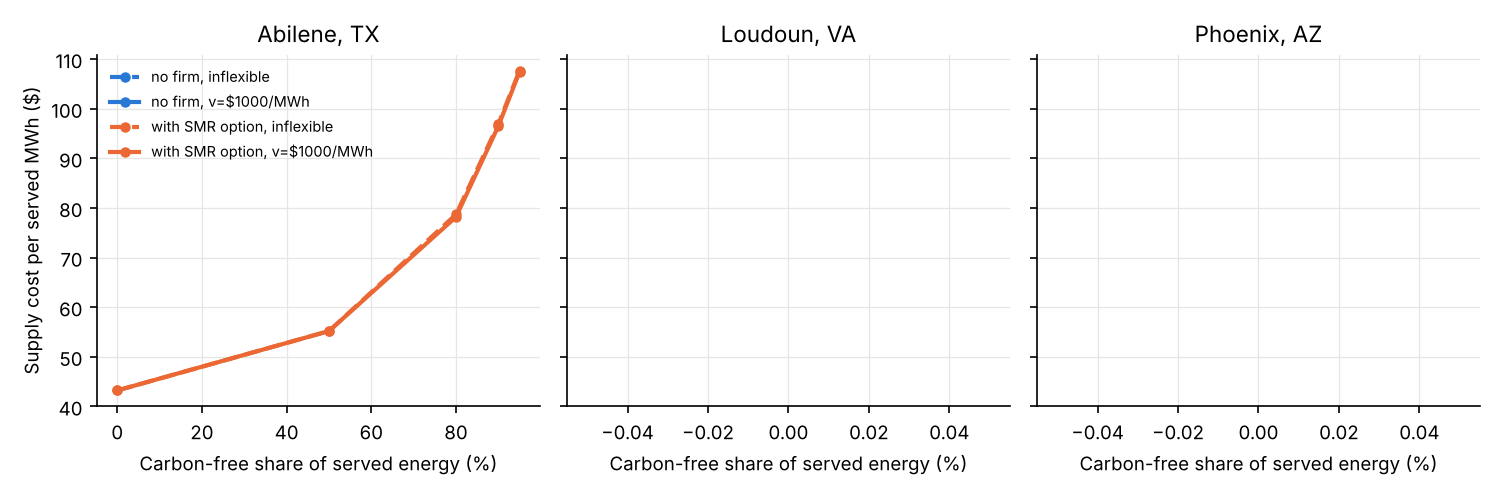 Abilene, TX
Loudoun, VA
Phoenix, AZ
Supply cost per served MWh ($)
110
100
90
80
70
60
50
40
no firm, inflexible
no firm, v=$1000/MWh
with SMR option, inflexible
with SMR option, v=$1000/MWh
0 20 40 60 80
−0.04 −0.02 0.00 0.02 0.04
−0.04 −0.02 0.00 0.02 0.04
Carbon-free share of served energy (%)
Carbon-free share of served energy (%)
Carbon-free share of served energy (%)